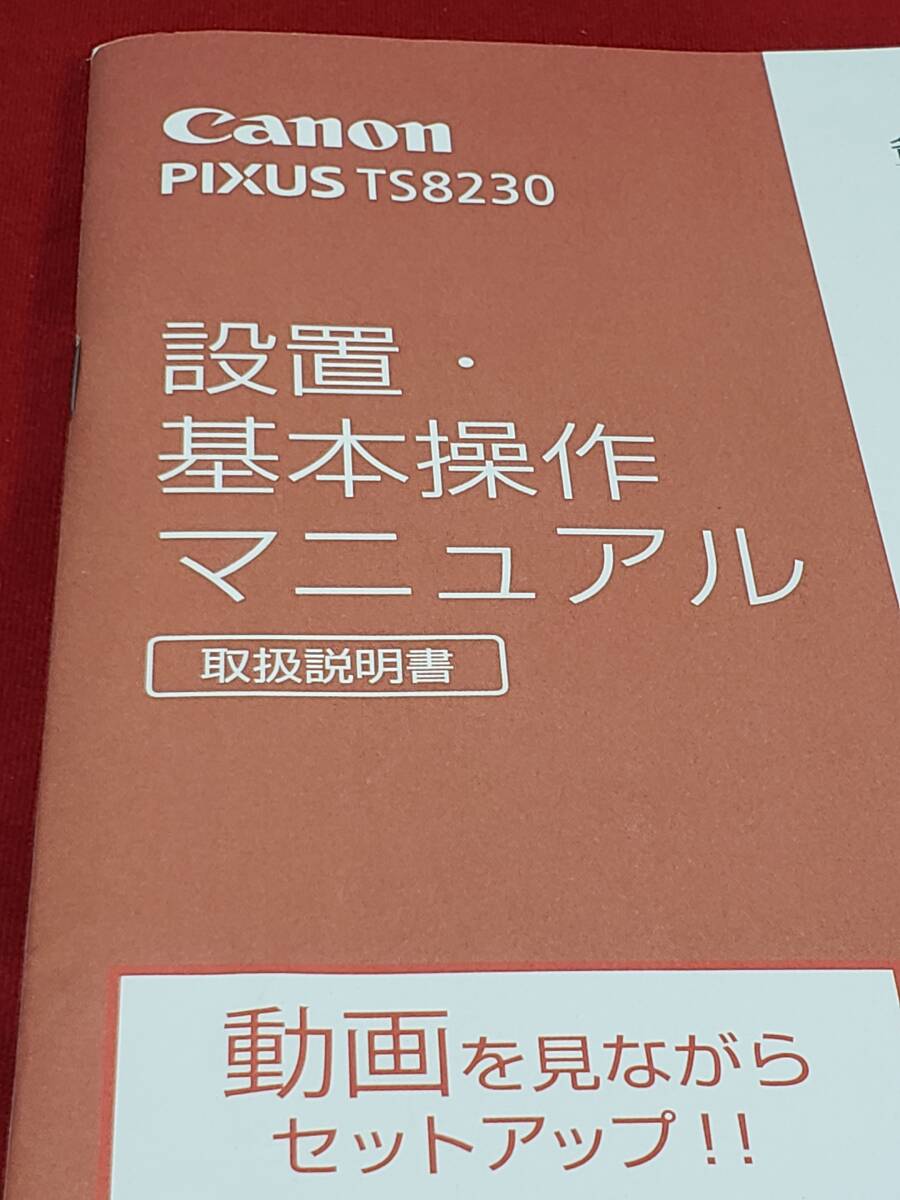 Canon
PIXUS TS8230
設置・
基本操作
マニュアル
取扱説明書
動画を見ながら
セットアップ!!